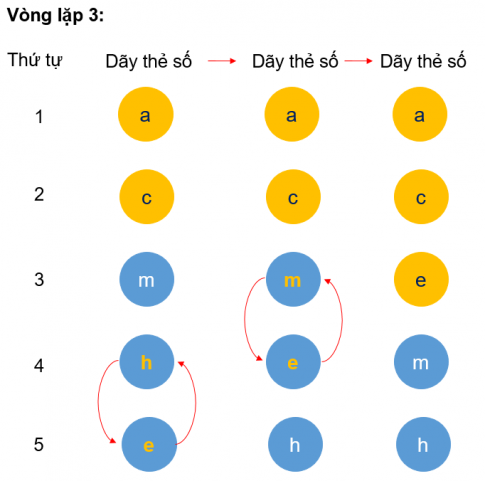 Vòng lặp 3:
Thứ tự Dãy thẻ số Dãy thẻ số Dãy thẻ số
1 a a a
2 c c c
3 m m e
4 h e m
5 e h h